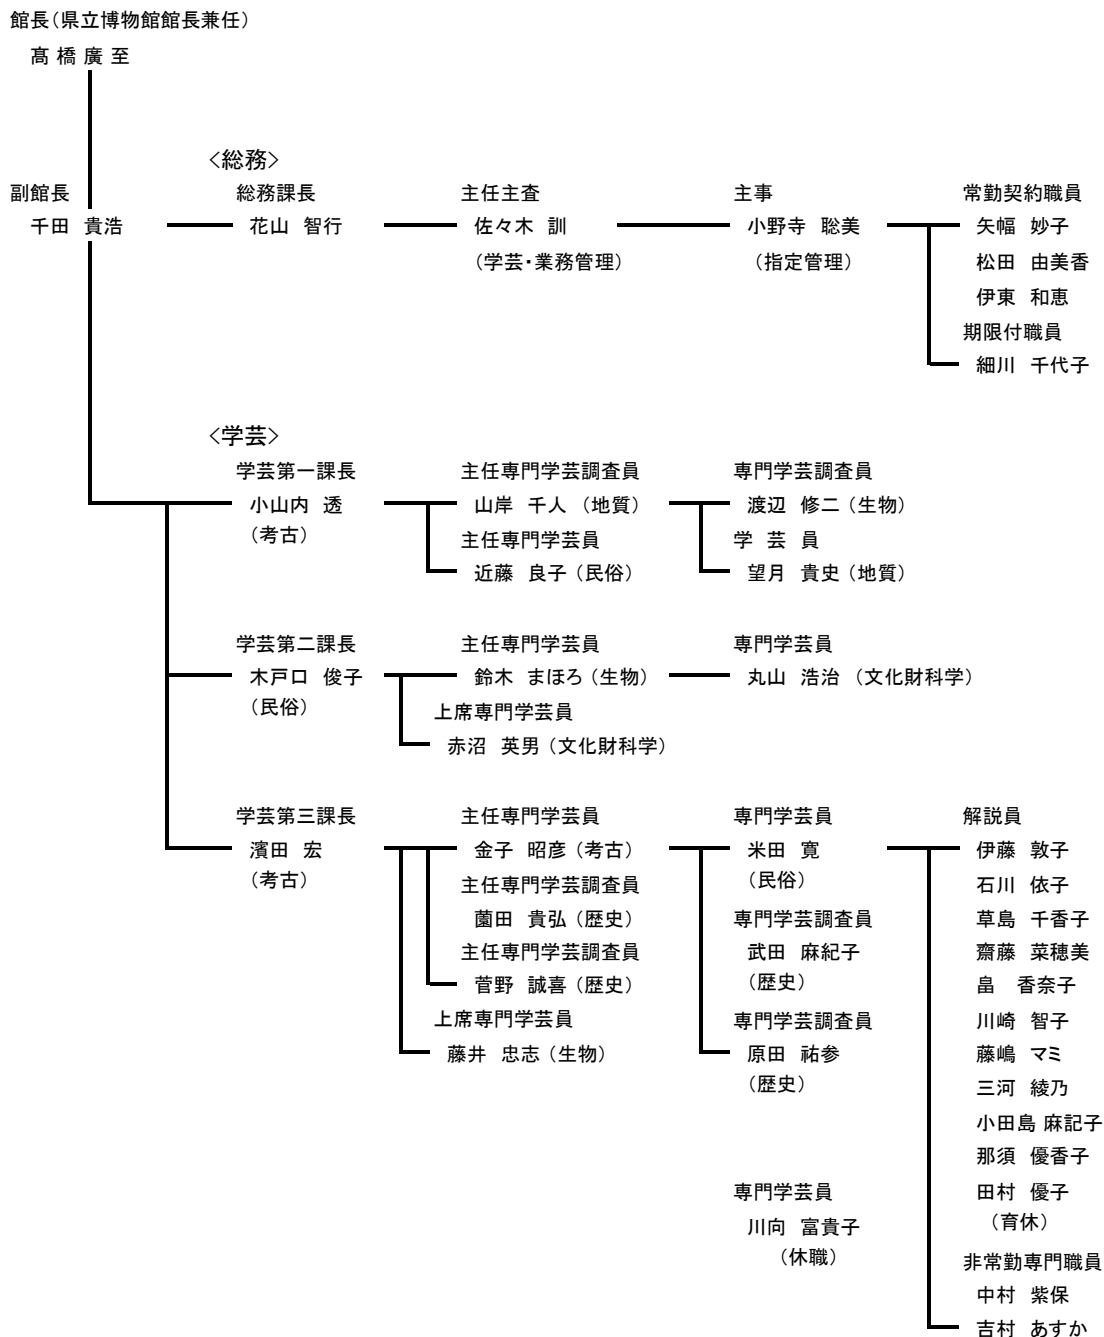 館長（県立博物館館長兼任）
髙 橋 廣 至
＜総務＞
副館長 総務課長 主任主査 主事 常勤契約職員
千田 貴浩 花山 智行 佐々木 訓 小野寺 聡美 矢幅 妙子
（学芸・業務管理） （指定管理） 松田 由美香
伊東 和恵
期限付職員
細川 千代子
＜学芸＞
学芸第一課長 主任専門学芸調査員 専門学芸調査員
小山内 透 山岸 千人 （地質） 渡辺 修二（生物）
（考古） 主任専門学芸員 学 芸 員
近藤 良子（民俗） 望月 貴史（地質）
学芸第二課長 主任専門学芸員 専門学芸員
木戸口 俊子 鈴木 まほろ（生物） 丸山 浩治 （文化財科学）
（民俗） 上席専門学芸員
赤沼 英男（文化財科学）
学芸第三課長 主任専門学芸員 専門学芸員 解説員
濱田 宏 金子 昭彦（考古） 米田 寛 伊藤 敦子
（考古） 主任専門学芸調査員 （民俗） 石川 依子
薗田 貴弘（歴史） 専門学芸調査員 草島 千香子
主任専門学芸調査員 武田 麻紀子 齋藤 菜穂美
菅野 誠喜（歴史） （歴史） 畠 香奈子
上席専門学芸員 専門学芸調査員 川崎 智子
藤井 忠志（生物） 原田 祐参 藤嶋 マミ
（歴史） 三河 綾乃
小田島 麻記子
那須 優香子
専門学芸員 田村 優子
川向 富貴子 （育休）
（休職） 非常勤専門職員
中村 紫保
吉村 あすか